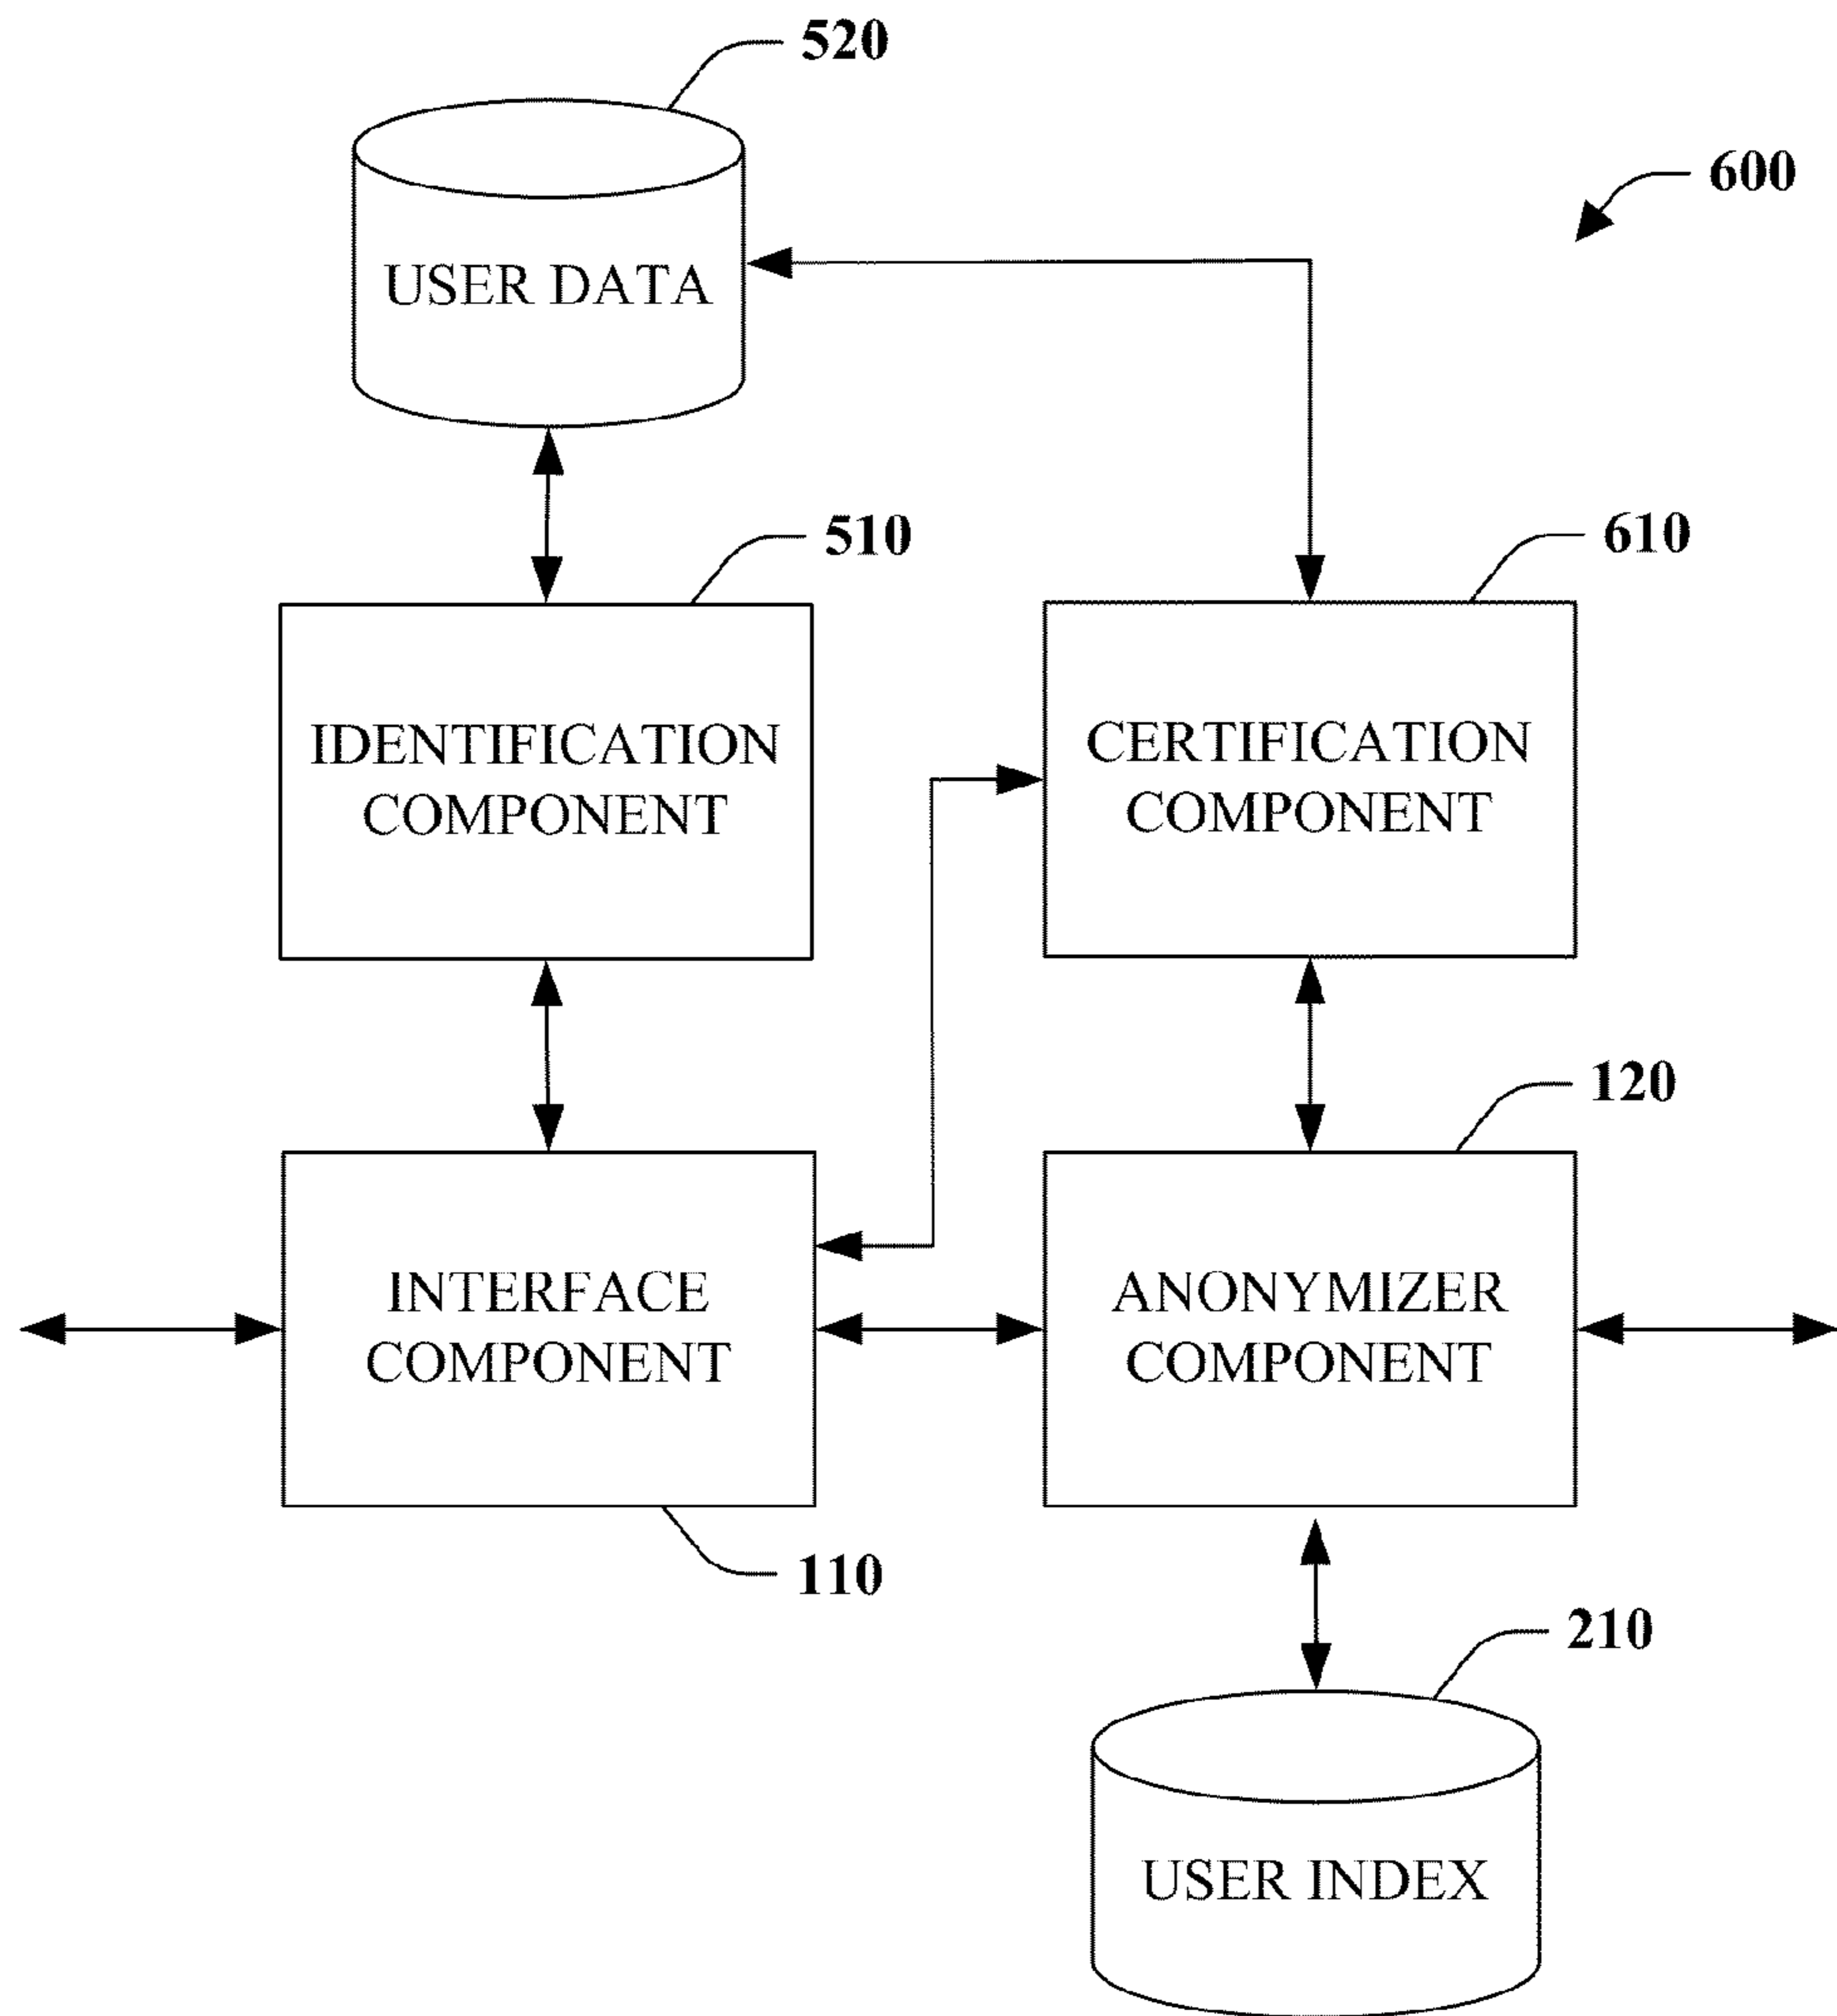 520
600
USER DATA
510
610
IDENTIFICATION
COMPONENT
CERTIFICATION
COMPONENT
120
INTERFACE
COMPONENT
ANONYMIZER
COMPONENT
110
210
USER INDEX